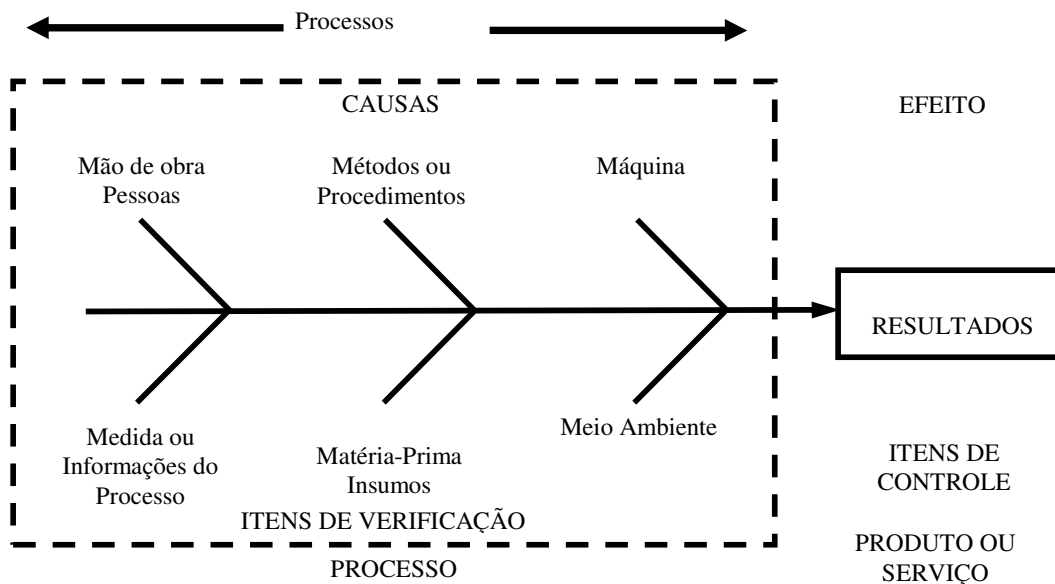 Processos
CAUSAS
EFEITO
Mão de obra
Pessoas
Métodos ou
Procedimentos
Máquina
RESULTADOS
Medida ou
Informações do
Processo
Matéria-Prima
Insumos
Meio Ambiente
ITENS DE VERIFICAÇÃO
PROCESSO
ITENS DE
CONTROLE
PRODUTO OU
SERVIÇO